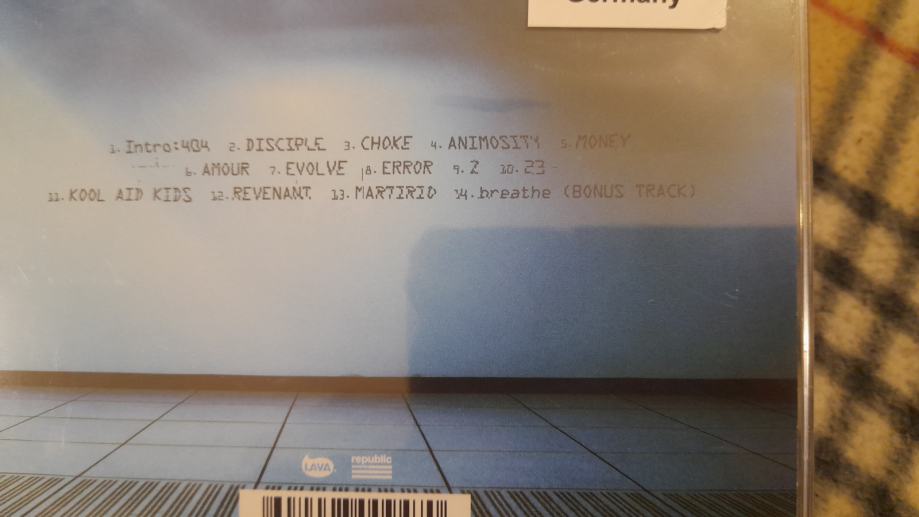 Germany
1. Intro:404 2. DISCIPLE 3. CHOKE 4. ANIMOSITY 5. MONEY
6. AMOUR 7. EVOLVE 8. ERROR 9. 2 10. 23
11. KOOL AID KIDS 12. REVENANT 13. MARTIRIO 14. breathe (BONUS TRACK)
LAVA republic